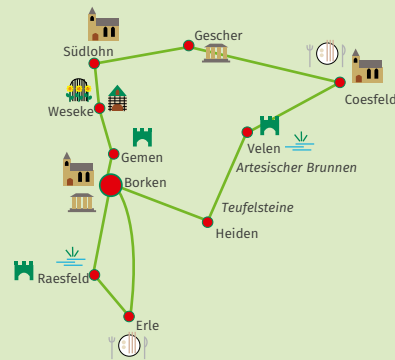 Gescher
Südlohn
Coesfeld
Weseke
Velen
Gemen
Artesischer Brunnen
Borken
Teufelsteine
Heiden
Raesfeld
Erle